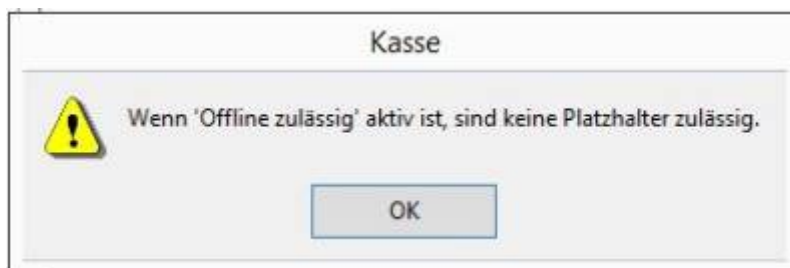 Kasse
Wenn 'Offline zulässig' aktiv ist, sind keine Platzhalter zulässig.
OK